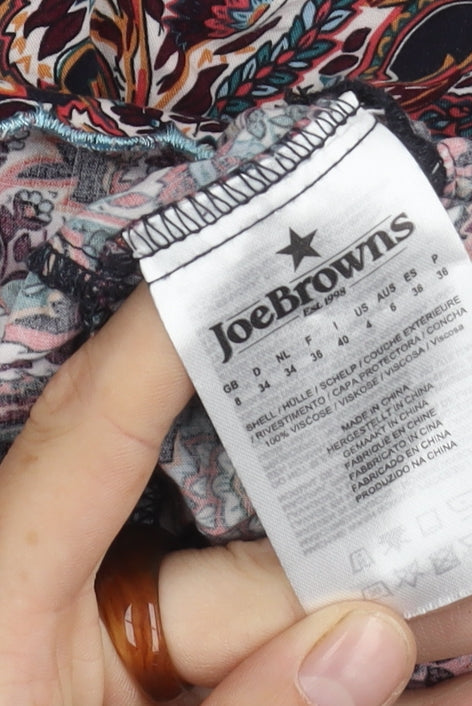 JoeBrowns
Est. 1998
GB D NL F I US AUS ES P
6 34 34 36 40 4 6 36 36
SHELL / HÜLLE / SCHELP / COUCHE EXTÉRIEURE
/ RIVESTIMENTO / CAPA PROTECTORA / CONCHA
100% VISCOSE / VISKOSE / VISCOSA / Viscosa
MADE IN CHINA
HERGESTELLT IN CHINA
GEMAAKT IN CHINA
FABRIQUÉ EN CHINE
FABBRICATO IN CINA
FABRICADO EN CHINA
PRODUZIDO NA CHINA